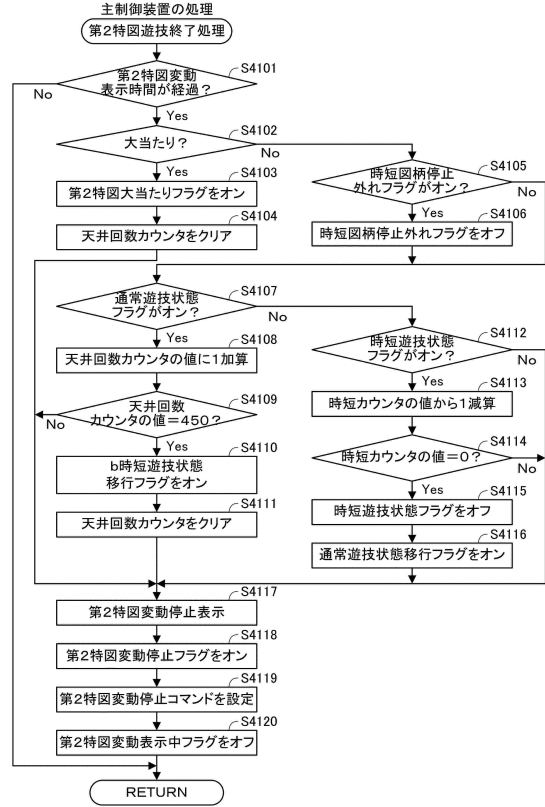 主制御装置の処理
第2特図遊技終了処理
第2特図変動
表示時間が経過?
S4101
No
Yes
大当たり?
S4102
No
Yes
第2特図大当たりフラグをオン
S4103
天井回数カウンタをクリア
S4104
時短図柄停止
外れフラグがオン?
S4105
No
Yes
時短図柄停止外れフラグをオフ
S4106
通常遊技状態
フラグがオン?
S4107
No
Yes
天井回数カウンタの値に1加算
S4108
天井回数
カウンタの値=450?
S4109
No
Yes
b時短遊技状態
移行フラグをオン
S4110
天井回数カウンタをクリア
S4111
時短遊技状態
フラグがオン?
S4112
No
Yes
時短カウンタの値から1減算
S4113
時短カウンタの値=0?
S4114
No
Yes
時短遊技状態フラグをオフ
S4115
通常遊技状態移行フラグをオン
S4116
第2特図変動停止表示
S4117
第2特図変動停止フラグをオン
S4118
第2特図変動停止コマンドを設定
S4119
第2特図変動表示中フラグをオフ
S4120
RETURN